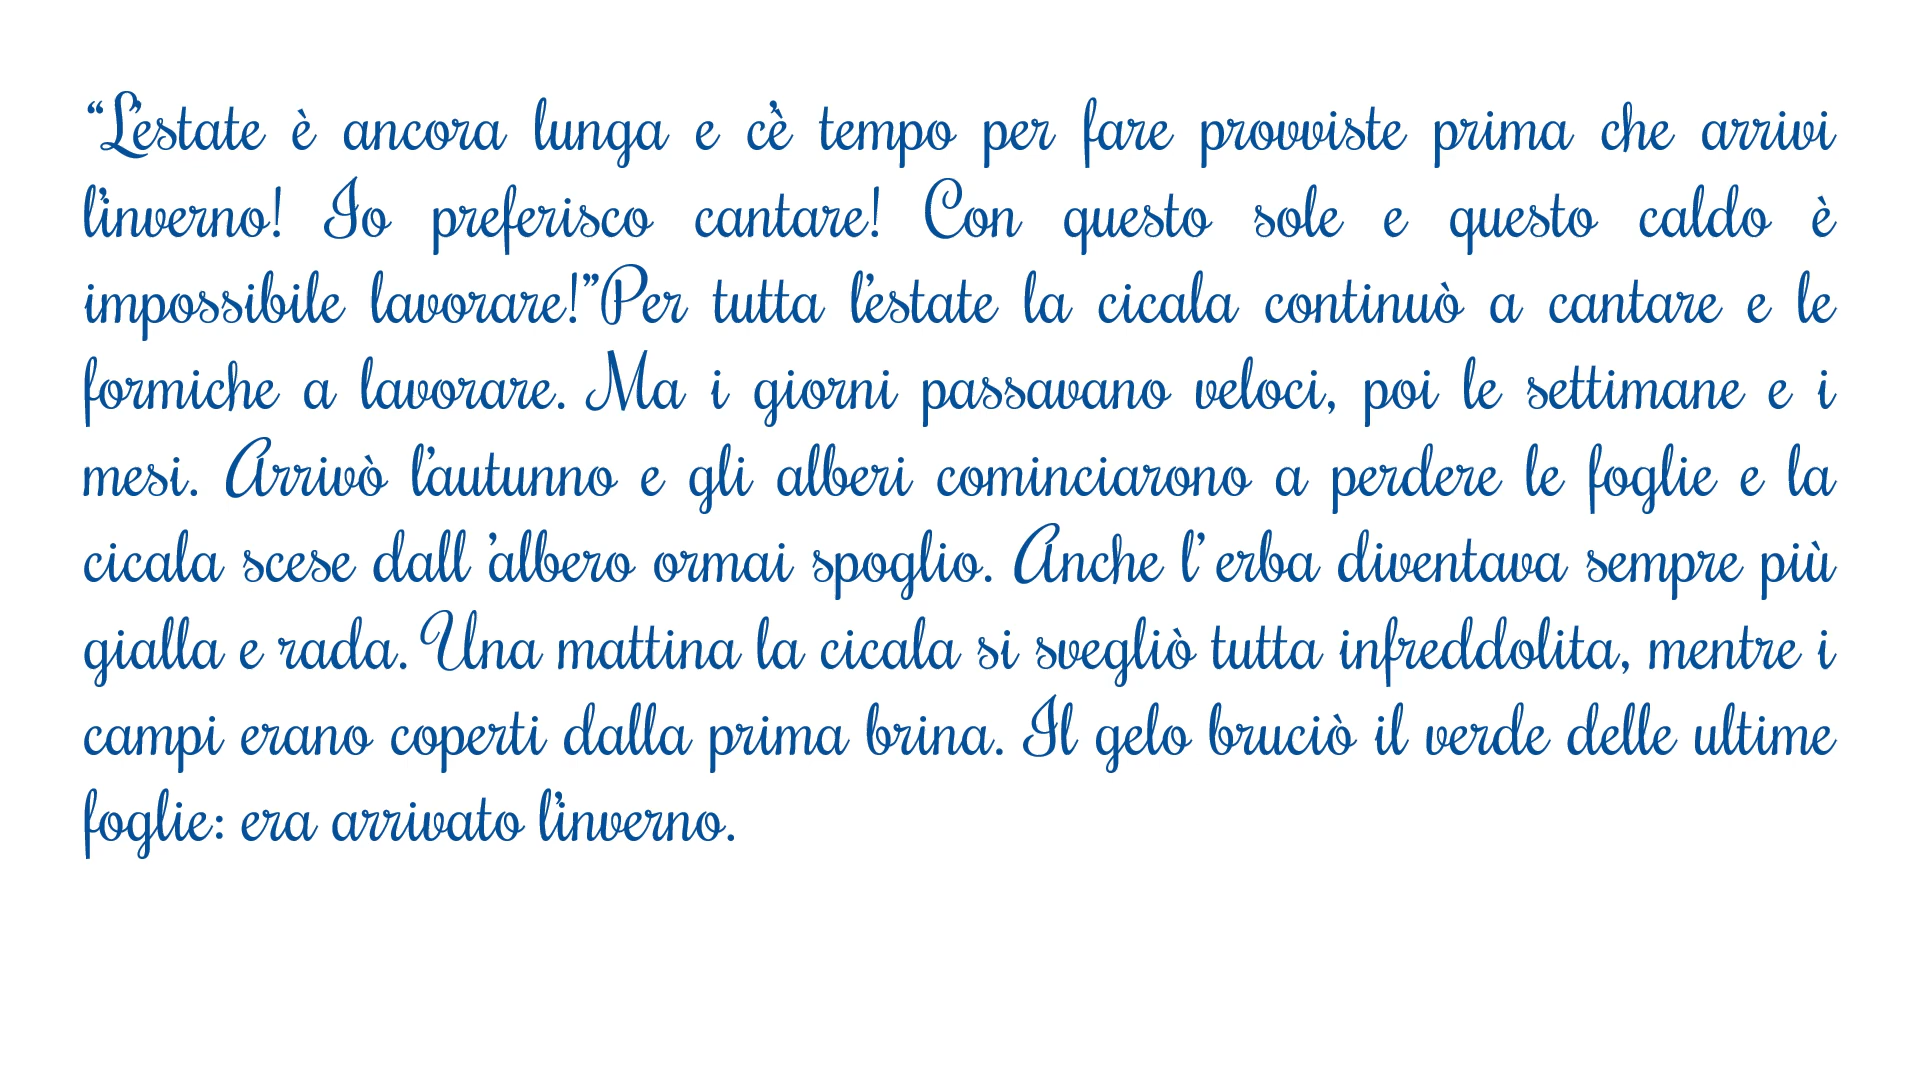 “L’estate è ancora lunga e c’è tempo per fare provviste prima che arrivi
l’inverno! Io preferisco cantare! Con questo sole e questo caldo è
impossibile lavorare!”Per tutta l’estate la cicala continuò a cantare e le
formiche a lavorare. Ma i giorni passavano veloci, poi le settimane e i
mesi. Arrivò l’autunno e gli alberi cominciarono a perdere le foglie e la
cicala scese dall ’albero ormai spoglio. Anche l’ erba diventava sempre più
gialla e rada. Una mattina la cicala si svegliò tutta infreddolita, mentre i
campi erano coperti dalla prima brina. Il gelo bruciò il verde delle ultime
foglie: era arrivato l’inverno.